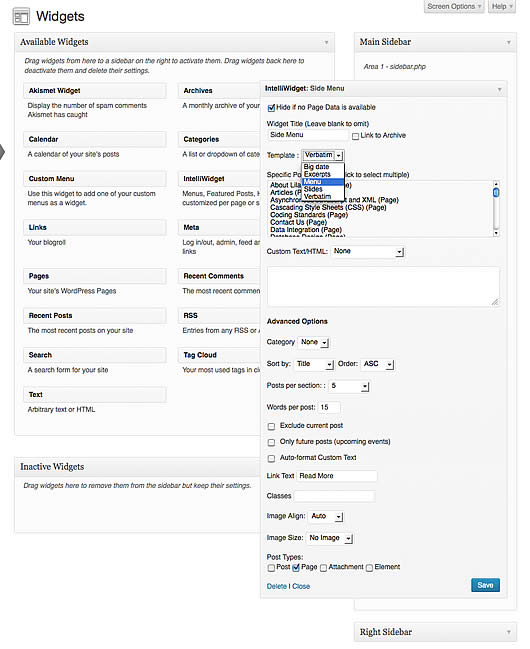 Screen Options
Help
Widgets
Available Widgets
Drag widgets from here to a sidebar on the right to activate them. Drag widgets back here to
deactivate them and delete their settings.
Akismet Widget
Display the number of spam comments
Akismet has caught
Archives
A monthly archive of your
Calendar
A calendar of your site's posts
Categories
A list or dropdown of cate
Custom Menu
Use this widget to add one of your custom
menus as a widget.
IntelliWidget
Menus, Featured Posts, H
customized per page or s
Links
Your blogroll
Meta
Log in/out, admin, feed an
links
Pages
Your site's WordPress Pages
Recent Comments
The most recent commen
Recent Posts
The most recent posts on your site
RSS
Entries from any RSS or A
Search
A search form for your site
Tag Cloud
Your most used tags in cl
Text
Arbitrary text or HTML
Inactive Widgets
Drag widgets here to remove them from the sidebar but keep their settings.
Main Sidebar
Area 1 - sidebar.php
IntelliWidget: Side Menu
Hide if no Page Data is available
Widget Title (Leave blank to omit)
Side Menu
Link to Archive
Template :
Verbatim
Big date
Excerpts
Menu
Slides
Verbatim
Specific Po
ick to select multiple)
About Lila
ge)
Articles (P
Asynchron
ipt and XML (Page)
Cascading Style Sheets (CSS) (Page)
Coding Standards (Page)
Contact Us (Page)
Data Integration (Page)
Database Design (Page)
Custom Text/HTML:
None
Advanced Options
Category
None
Sort by:
Title
Order:
ASC
Posts per section: :
5
Words per post:
15
Exclude current post
Only future posts (upcoming events)
Auto-format Custom Text
Link Text
Read More
Classes
Image Align:
Auto
Image Size:
No Image
Post Types:
Post
Page
Attachment
Element
Delete | Close
Save
Right Sidebar